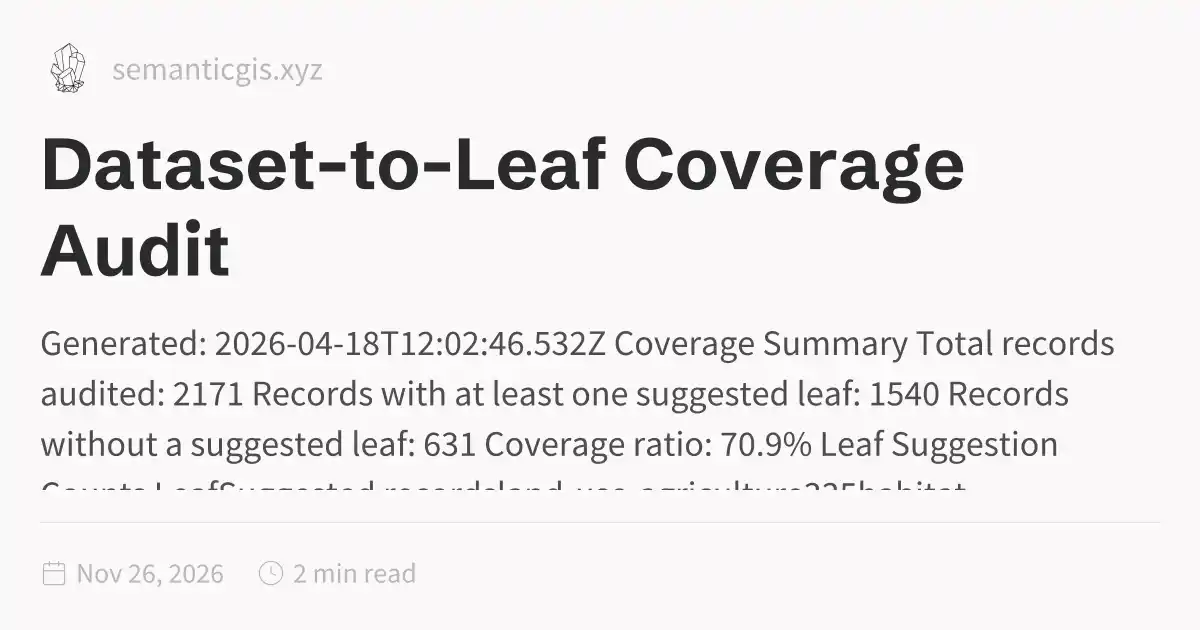 semanticgis.xyz
Dataset-to-Leaf Coverage
Audit
Generated: 2026-04-18T12:02:46.532Z Coverage Summary Total records
audited: 2171 Records with at least one suggested leaf: 1540 Records
without a suggested leaf: 631 Coverage ratio: 70.9% Leaf Suggestion
Nov 26, 2026
2 min read